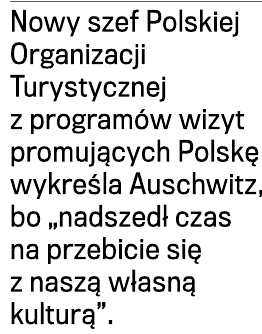 Nowy szef Polskiej
Organizacji
Turystycznej
z programów wizyt
promujących Polskę
wykreśla Auschwitz,
bo „nadszedł czas
na przebicie się
z naszą własną
kulturą”.